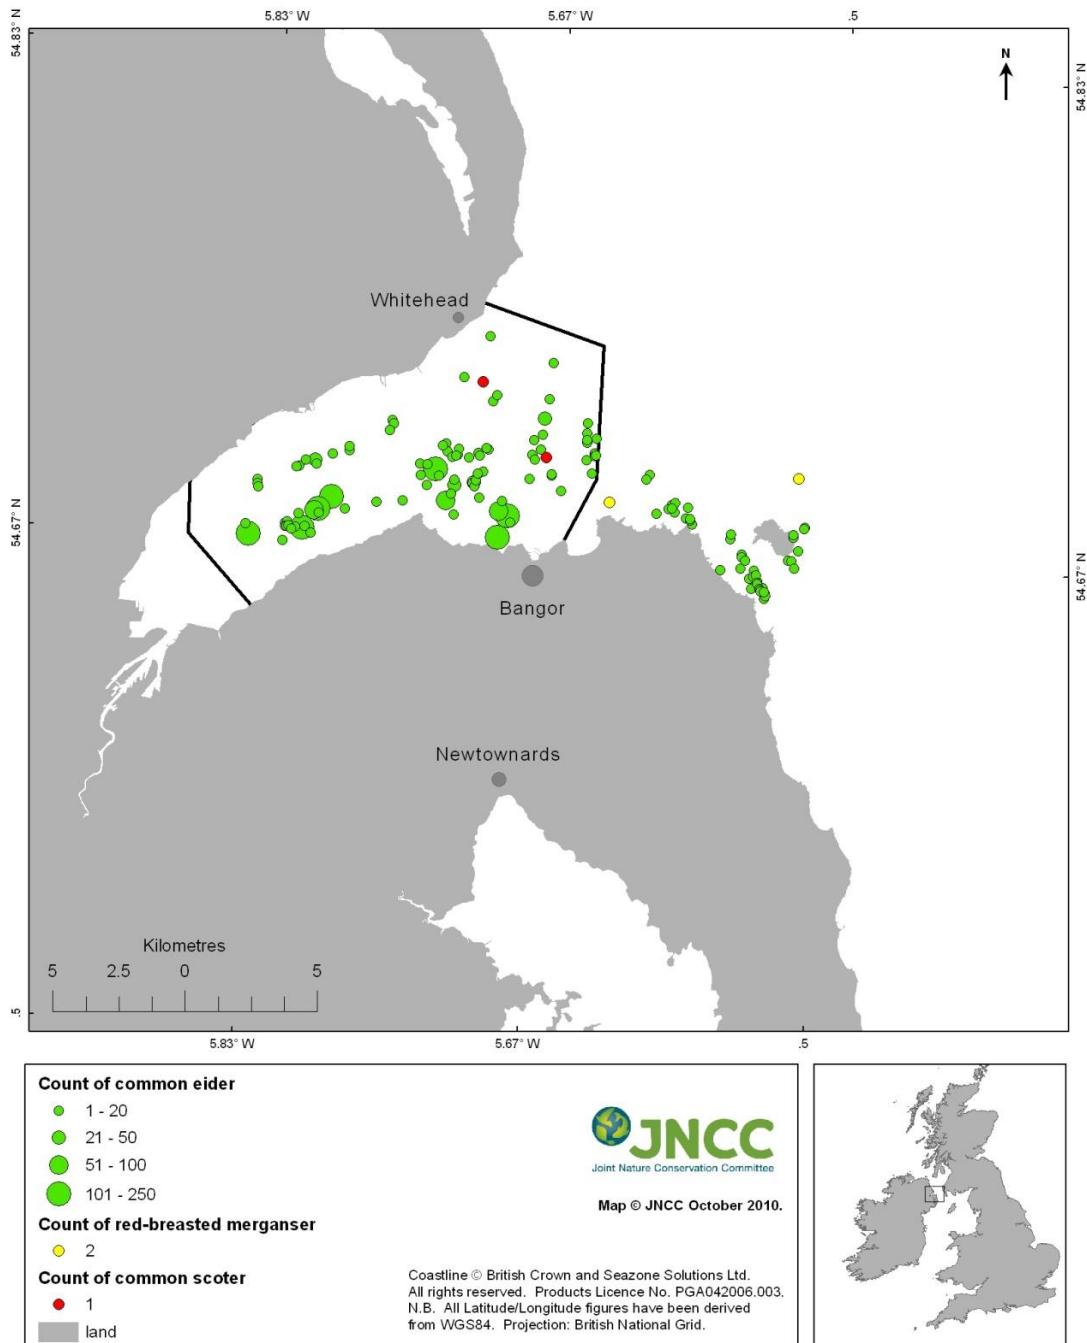 5.83° W
5.67° W
.5
54.83° N
54.83° N
N
Whitehead
54.67° N
54.67° N
Bangor
Newtownards
Kilometres
5 2.5 0 5
.5
5.83° W
5.67° W
.5
Count of common eider
1 - 20
21 - 50
51 - 100
101 - 250
Count of red-breasted merganser
2
Count of common scoter
1
land
JNCC
Joint Nature Conservation Committee
Map © JNCC October 2010.
Coastline © British Crown and Seazone Solutions Ltd.
All rights reserved. Products Licence No. PGA042006.003.
N.B. All Latitude/Longitude figures have been derived
from WGS84. Projection: British National Grid.